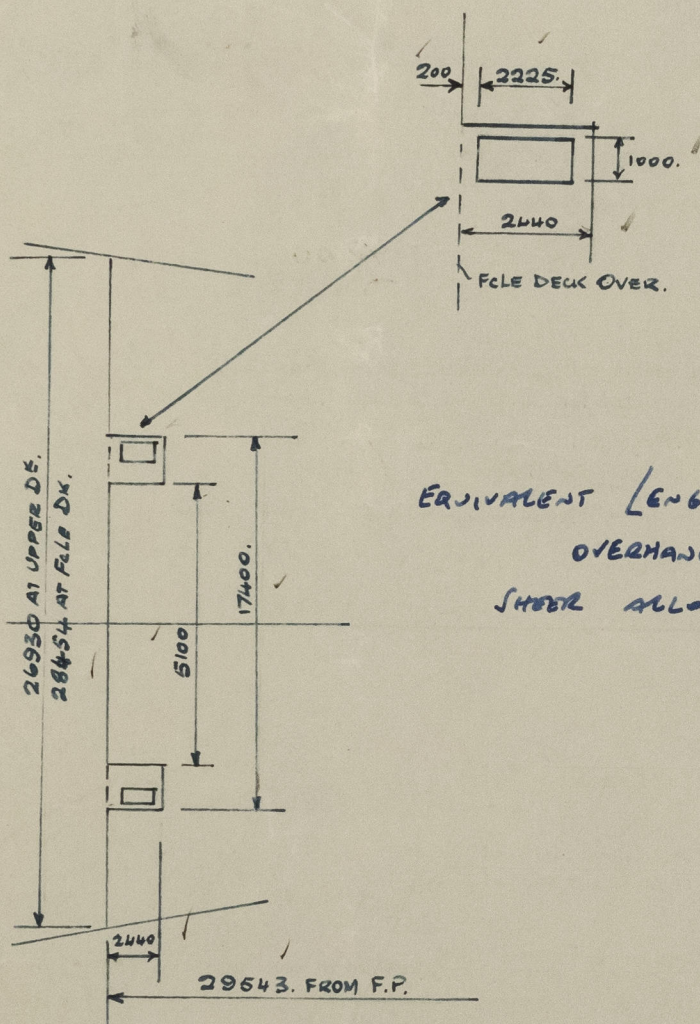 200
2225.
1000.
2440
FCLE DECK OVER.
26930 AT UPPER DK.
28454 AT FCLE DK.
17400.
5100
EQUIVALENT LENG
OVERHAN
SHEER ALLO
2440
29543. FROM F.P.